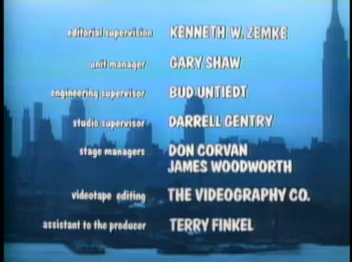 editorial supervision KENNETH W. ZEMKE
unit manager GARY SHAW
engineering supervisor BUD UNTIEDT
studio supervisor DARRELL GENTRY
stage managers DON CORVAN
JAMES WOODWORTH
videotape editing THE VIDEOGRAPHY CO.
assistant to the producer TERRY FINKEL